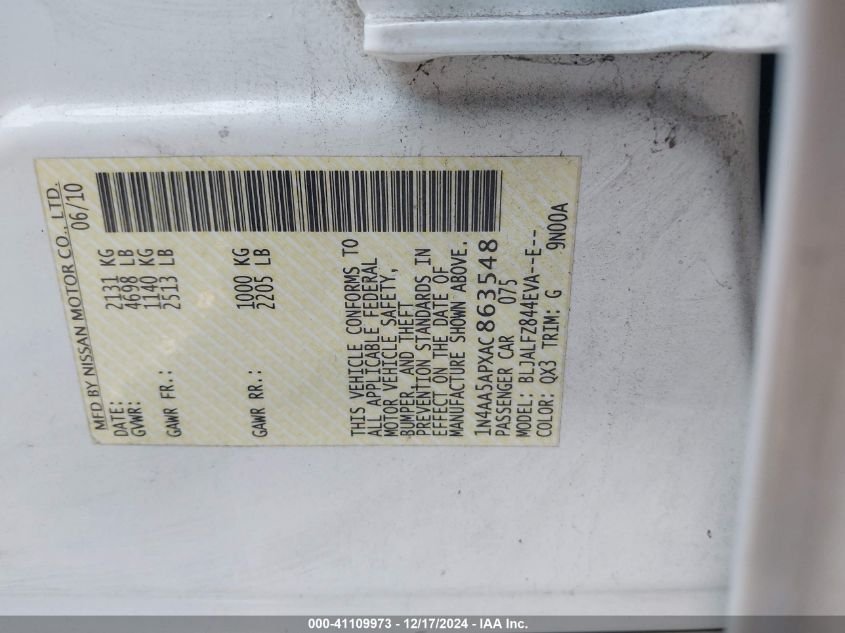 MFD BY NISSAN MOTOR CO., LTD.
DATE: 06/10
GVWR: 2131 KG
4698 LB
GAWR FR.: 1140 KG
2513 LB
GAWR RR.: 1000 KG
2205 LB
THIS VEHICLE CONFORMS TO
ALL APPLICABLE FEDERAL
MOTOR VEHICLE SAFETY,
BUMPER, AND THEFT
PREVENTION STANDARDS IN
EFFECT ON THE DATE OF
MANUFACTURE SHOWN ABOVE.
1N4AA5APXAC863548
PASSENGER CAR 075
MODEL: BLJALFZ844EVA--E--
COLOR: QX3 TRIM: G 9N00A
000-41109973 - 12/17/2024 - IAA Inc.